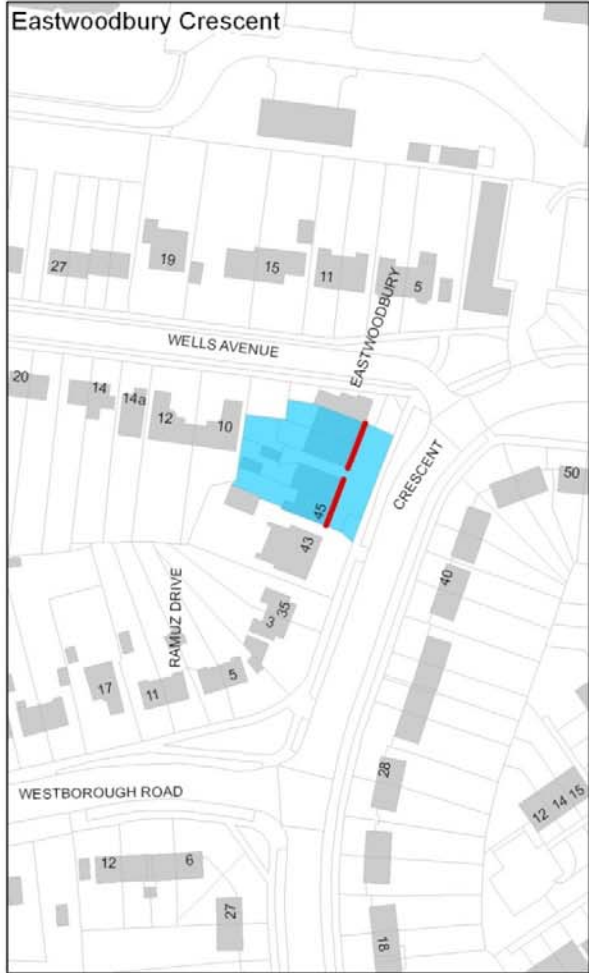 Eastwoodbury Crescent
27
19
15
11
5
EASTWOODBURY
WELLS AVENUE
20
14
14a
12
10
CRESCENT
50
45
43
40
35
3
RAMUZ DRIVE
17
11
5
28
WESTBOROUGH ROAD
12 14 15
12
6
27
18